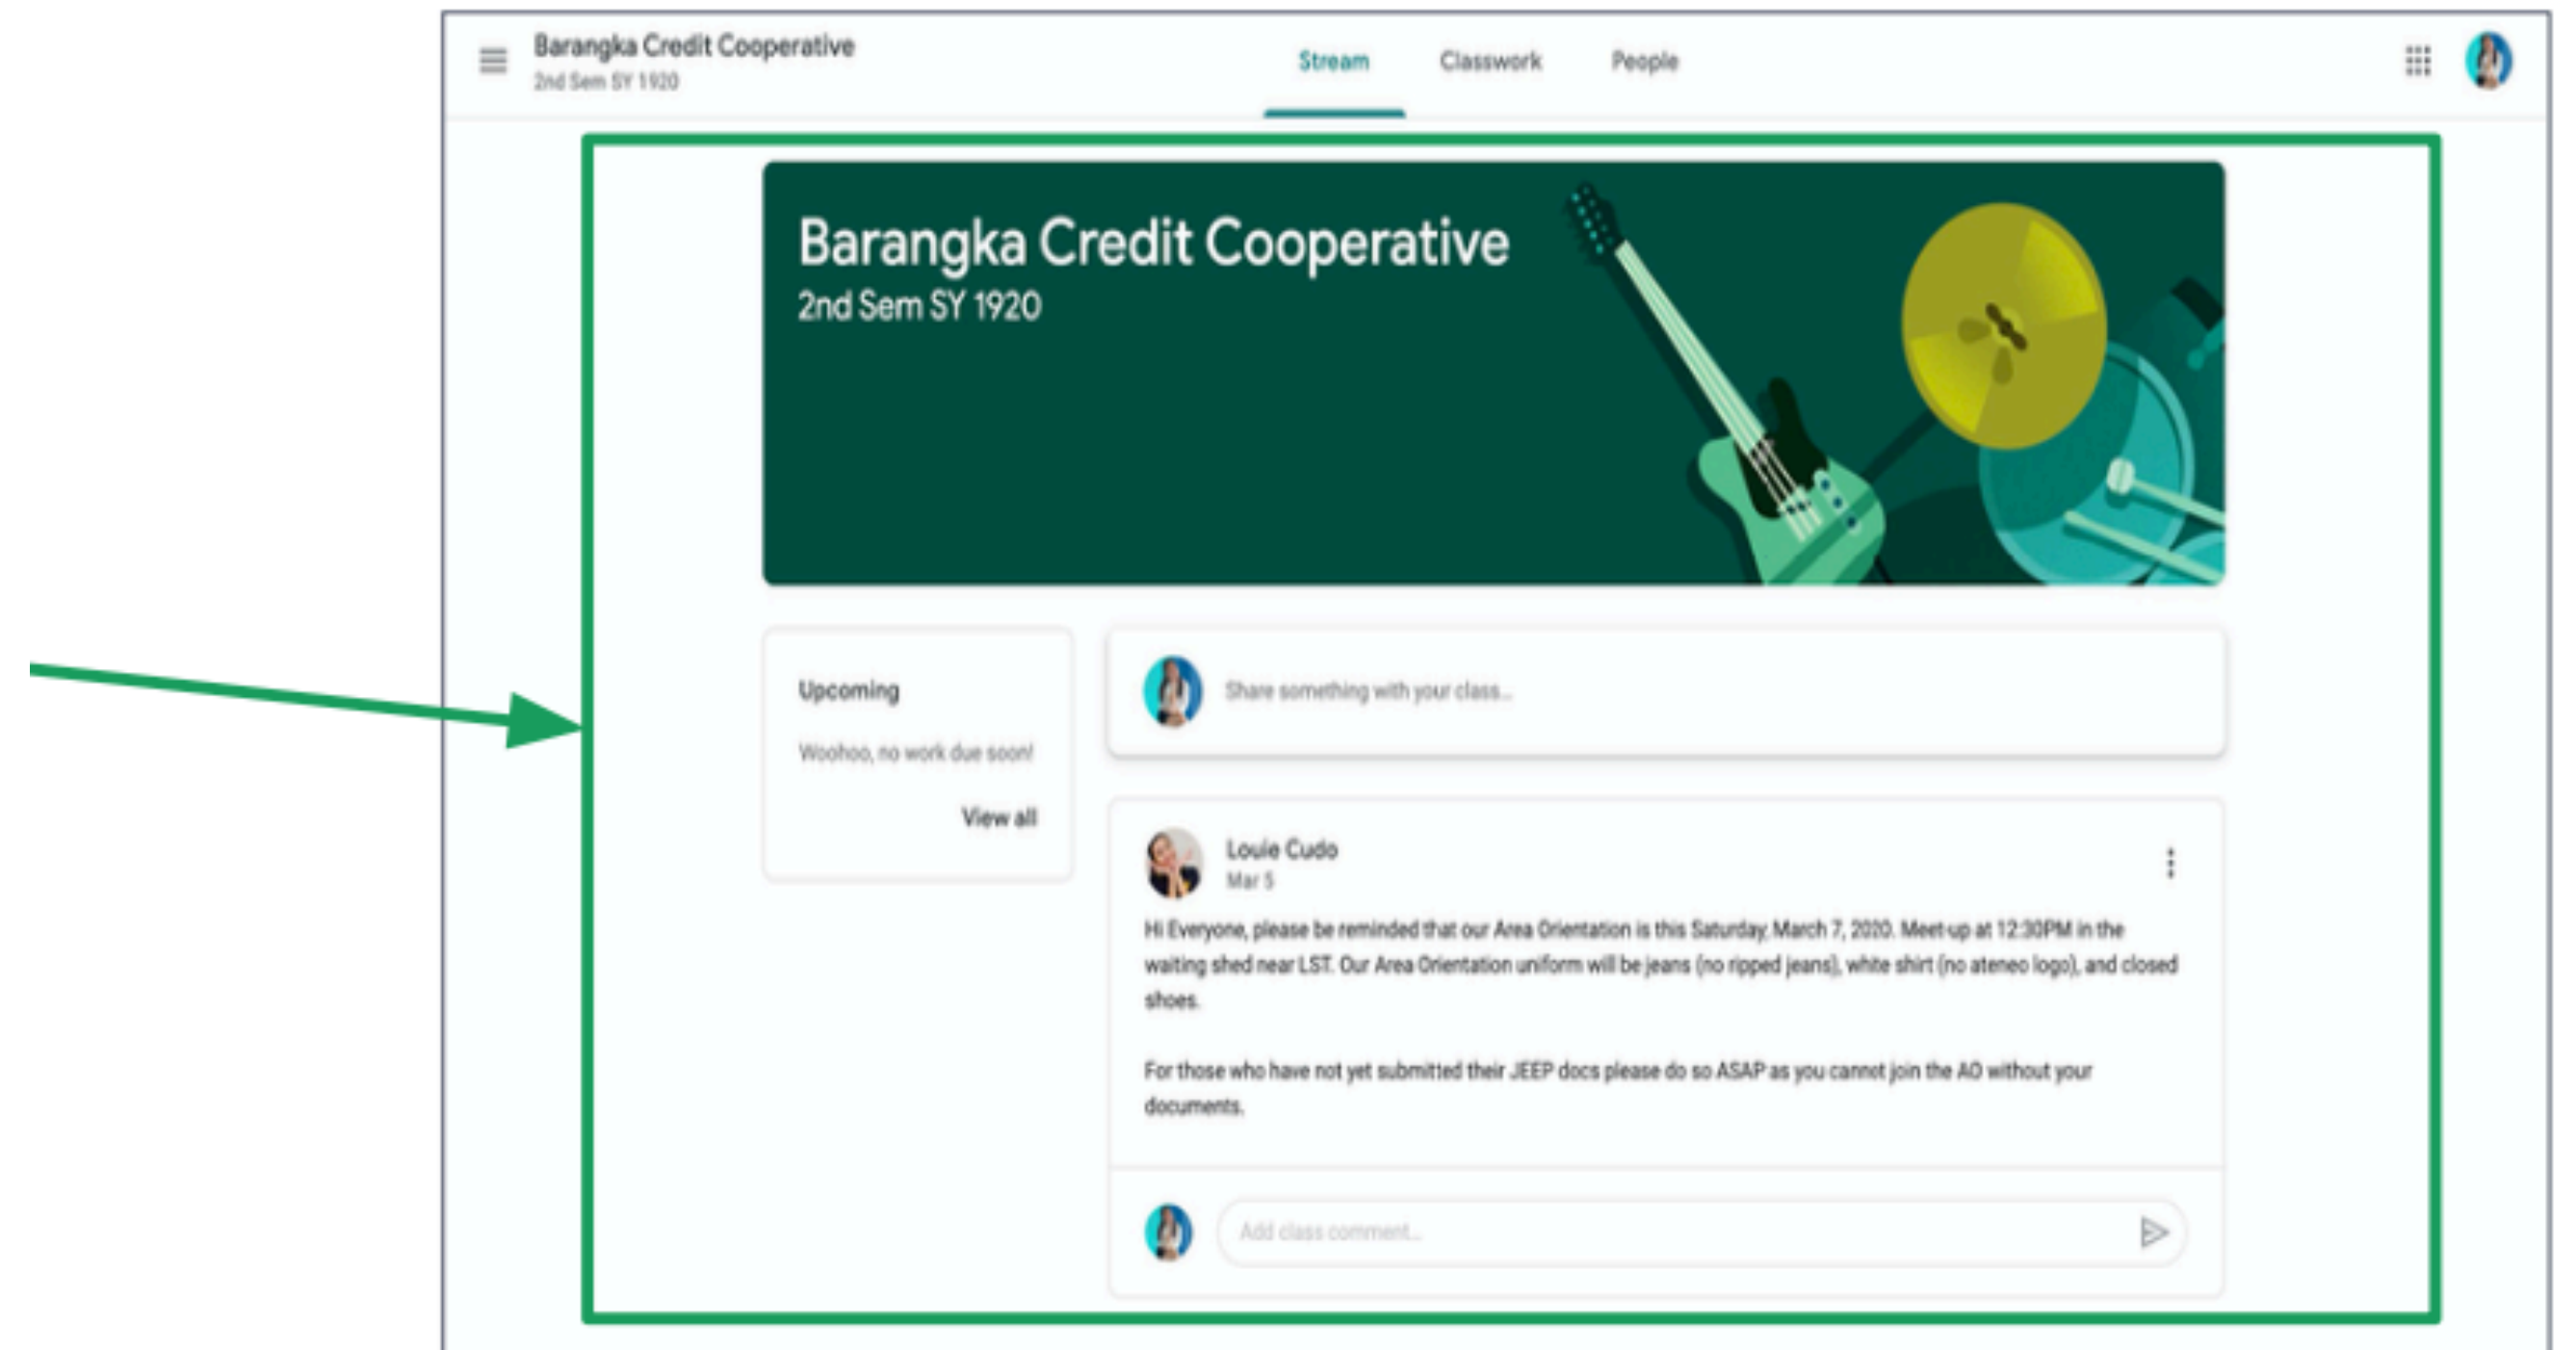 Barangka Credit Cooperative
2nd Sem SY 1920
Stream
Classwork
People
Barangka Credit Cooperative
2nd Sem SY 1920
Upcoming
Woohoo, no work due soon!
View all
Share something with your class...
Louie Cudo
Mar 5
Hi Everyone, please be reminded that our Area Orientation is this Saturday, March 7, 2020. Meet-up at 12:30PM in the
waiting shed near LST. Our Area Orientation uniform will be jeans (no ripped jeans), white shirt (no ateneo logo), and closed
shoes.
For those who have not yet submitted their JEEP docs please do so ASAP as you cannot join the AO without your
documents.
Add class comment...